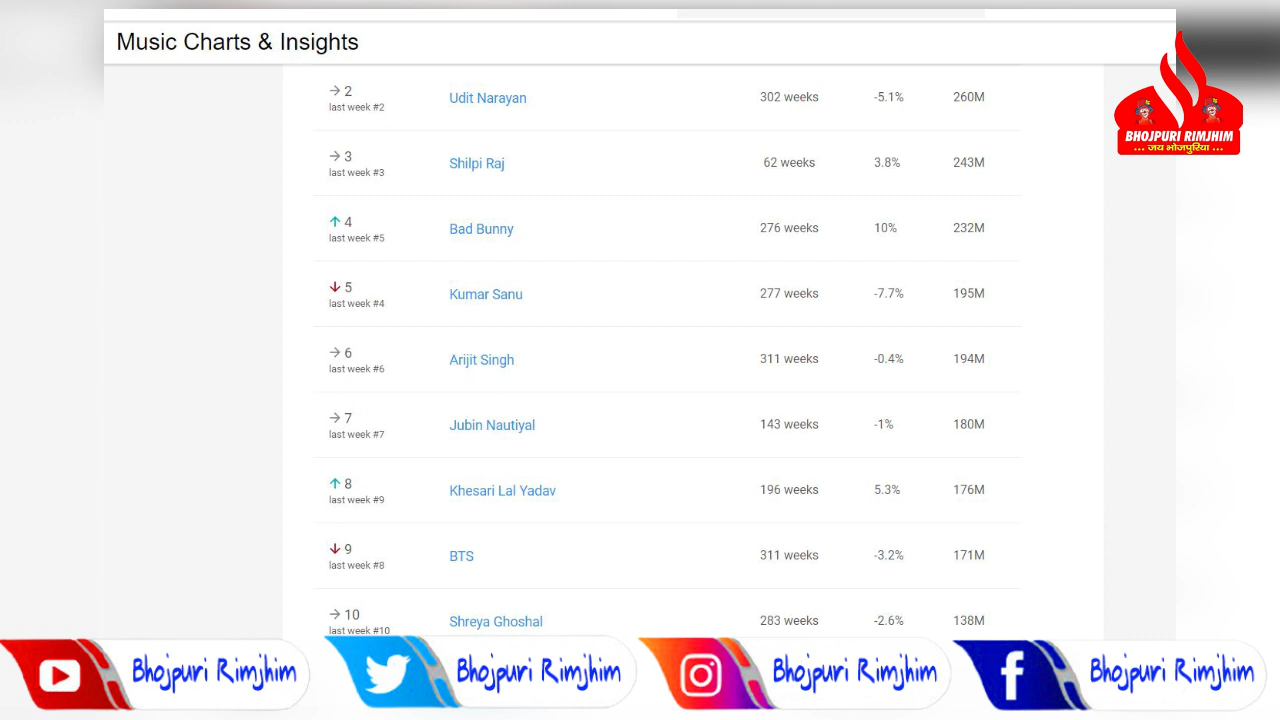 Music Charts & Insights
2
last week #2
Udit Narayan
302 weeks
-5.1%
260M
3
last week #3
Shilpi Raj
62 weeks
3.8%
243M
4
last week #5
Bad Bunny
276 weeks
10%
232M
5
last week #4
Kumar Sanu
277 weeks
-7.7%
195M
6
last week #6
Arijit Singh
311 weeks
-0.4%
194M
7
last week #7
Jubin Nautiyal
143 weeks
-1%
180M
8
last week #9
Khesari Lal Yadav
196 weeks
5.3%
176M
9
last week #8
BTS
311 weeks
-3.2%
171M
10
last week #10
Shreya Ghoshal
283 weeks
-2.6%
138M
BHOJPURI RIMJHIM
... जय भोजपुरिया ...
Bhojpuri Rimjhim
Bhojpuri Rimjhim
Bhojpuri Rimjhim
f
Bhojpuri Rimjhim